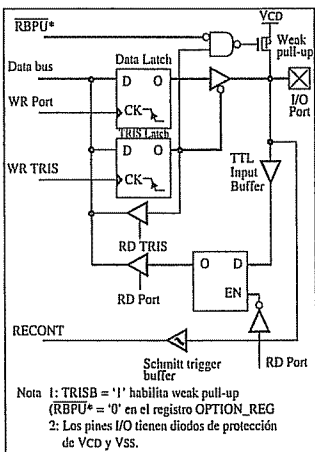 RBPU*
VCD
Weak
pull-up
Data bus
Data Latch
D O
I/O
Port
WR Port
CK
TRIS Latch
D O
TTL
Input
Buffer
WR TRIS
CK
RD TRIS
O D
EN
RD Port
RECONT
Schmitt trigger
buffer
RD Port
Nota 1: TRISB = '1' habilita weak pull-up
(RBPU* = '0' en el registro OPTION_REG
2: Los pines I/O tienen diodos de protección
de VCD y VSS.